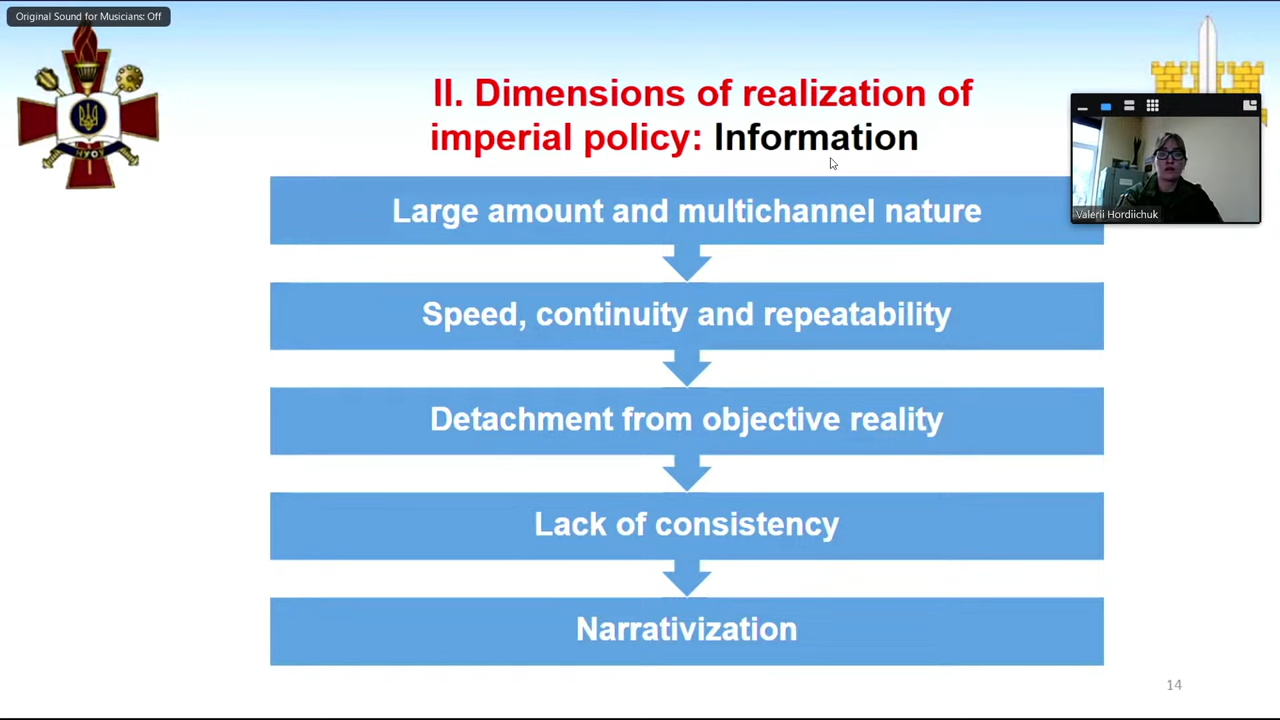 Original Sound for Musicians: Off
II. Dimensions of realization of
imperial policy: Information
НУОУ
Valerii Hordiichuk
Large amount and multichannel nature
Speed, continuity and repeatability
Detachment from objective reality
Lack of consistency
Narrativization
14